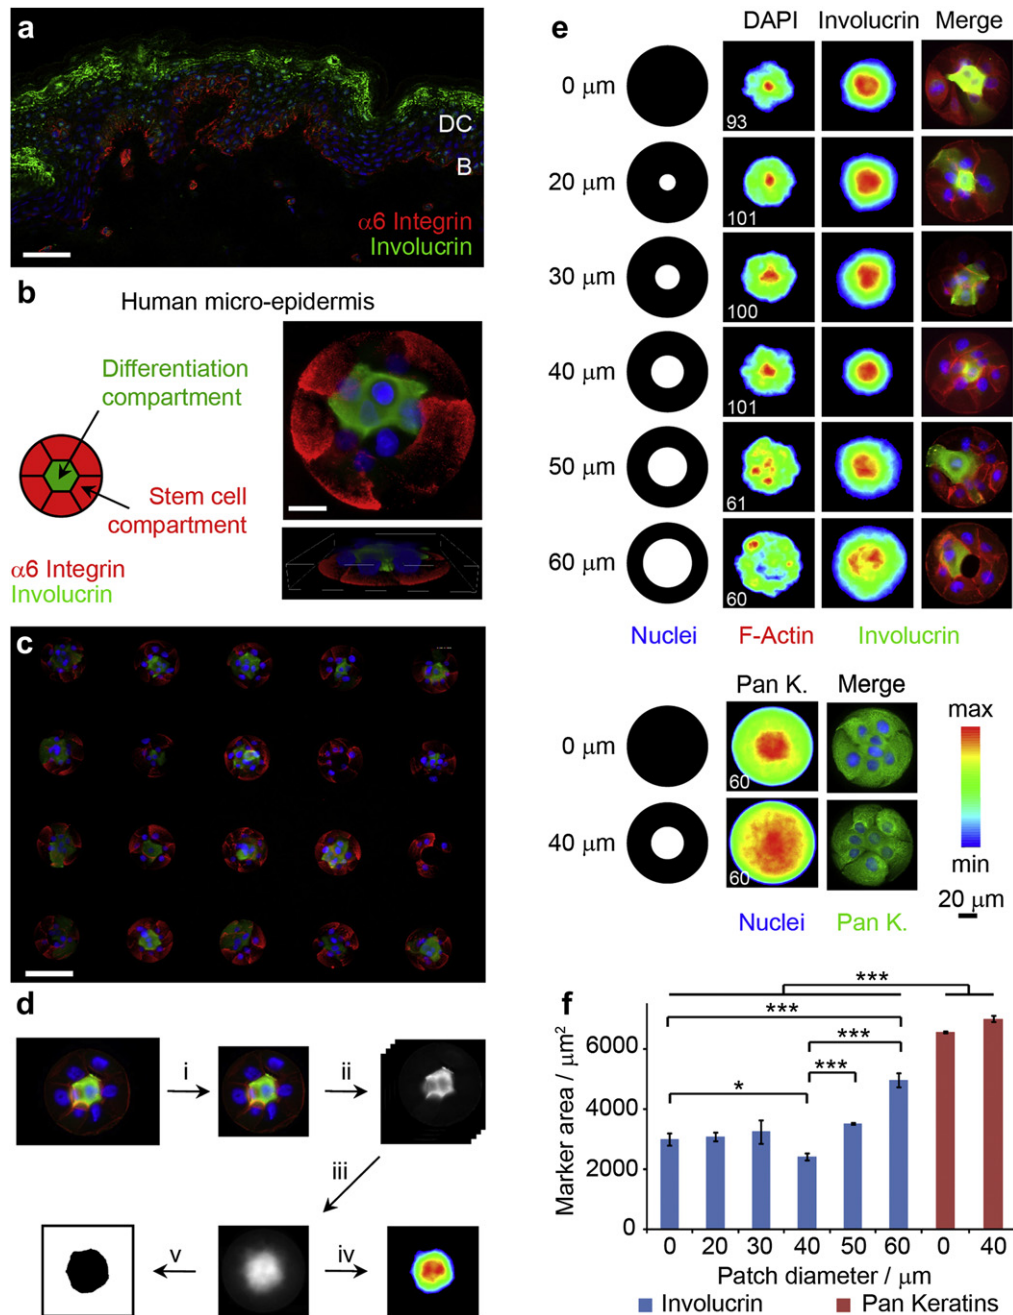 a
DC
B
α6 Integrin
Involucrin
b
Human micro-epidermis
Differentiation
compartment
Stem cell
compartment
α6 Integrin
Involucrin
c
d
i
ii
iii
iv
v
e
DAPI Involucrin Merge
0 μm
93
20 μm
101
30 μm
100
40 μm
101
50 μm
61
60 μm
60
Nuclei F-Actin Involucrin
Pan K. Merge
0 μm
60
40 μm
60
max
min
20 μm
Nuclei Pan K.
f
***
***
***
***
*
Marker area / μm²
6000
4000
2000
0
0 20 30 40 50 60 0 40
Patch diameter / μm
Involucrin Pan Keratins